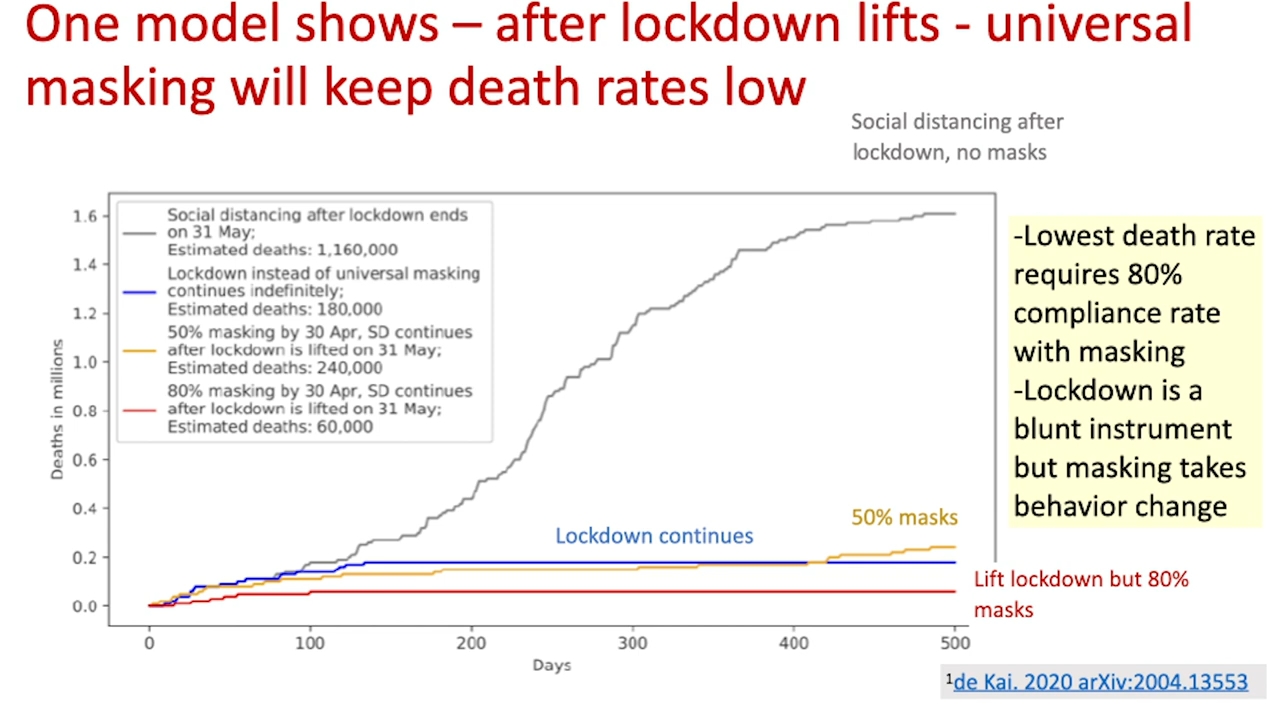 One model shows – after lockdown lifts - universal
masking will keep death rates low
Social distancing after
lockdown, no masks
Social distancing after lockdown ends
on 31 May;
Estimated deaths: 1,160,000
Lockdown instead of universal masking
continues indefinitely;
Estimated deaths: 180,000
50% masking by 30 Apr, SD continues
after lockdown is lifted on 31 May;
Estimated deaths: 240,000
80% masking by 30 Apr, SD continues
after lockdown is lifted on 31 May;
Estimated deaths: 60,000
Deaths in millions
1.6
1.4
1.2
1.0
0.8
0.6
0.4
0.2
0.0
0
100
200
300
400
500
Days
Lockdown continues
50% masks
Lift lockdown but 80%
masks
-Lowest death rate
requires 80%
compliance rate
with masking
-Lockdown is a
blunt instrument
but masking takes
behavior change
¹de Kai. 2020 arXiv:2004.13553